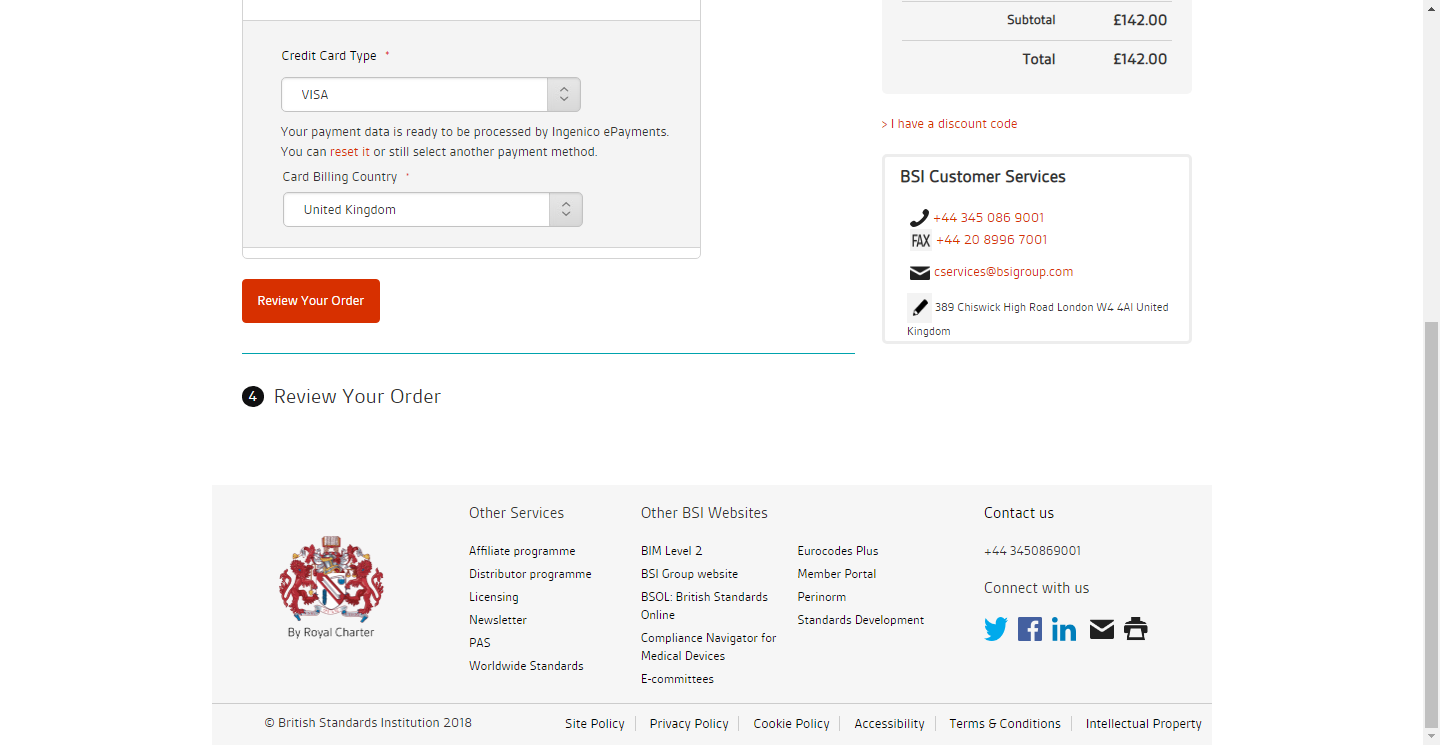 Credit Card Type *
VISA
Your payment data is ready to be processed by Ingenico ePayments.
You can reset it or still select another payment method.
Card Billing Country *
United Kingdom
Review Your Order
4 Review Your Order
Subtotal £142.00
Total £142.00
> I have a discount code
BSI Customer Services
+44 345 086 9001
FAX +44 20 8996 7001
cservices@bsigroup.com
389 Chiswick High Road London W4 4Al United
Kingdom
By Royal Charter
Other Services
Affiliate programme
Distributor programme
Licensing
Newsletter
PAS
Worldwide Standards
Other BSI Websites
BIM Level 2
BSI Group website
BSOL: British Standards
Online
Compliance Navigator for
Medical Devices
E-committees
Eurocodes Plus
Member Portal
Perinorm
Standards Development
Contact us
+44 3450869001
Connect with us
© British Standards Institution 2018
Site Policy
Privacy Policy
Cookie Policy
Accessibility
Terms & Conditions
Intellectual Property